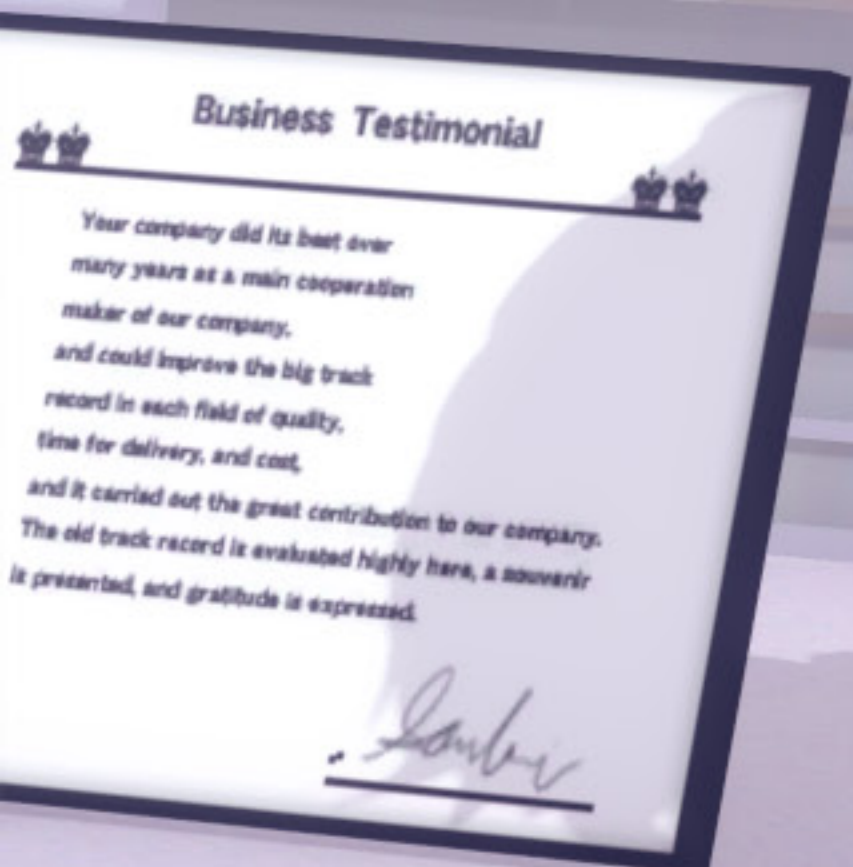 Business Testimonial
Your company did its best over
many years as a main cooperation
maker of our company,
and could improve the big track
record in each field of quality,
time for delivery, and cost,
and it carried out the great contribution to our company.
The old track record is evaluated highly here, a souvenir
is presented, and gratitude is expressed.